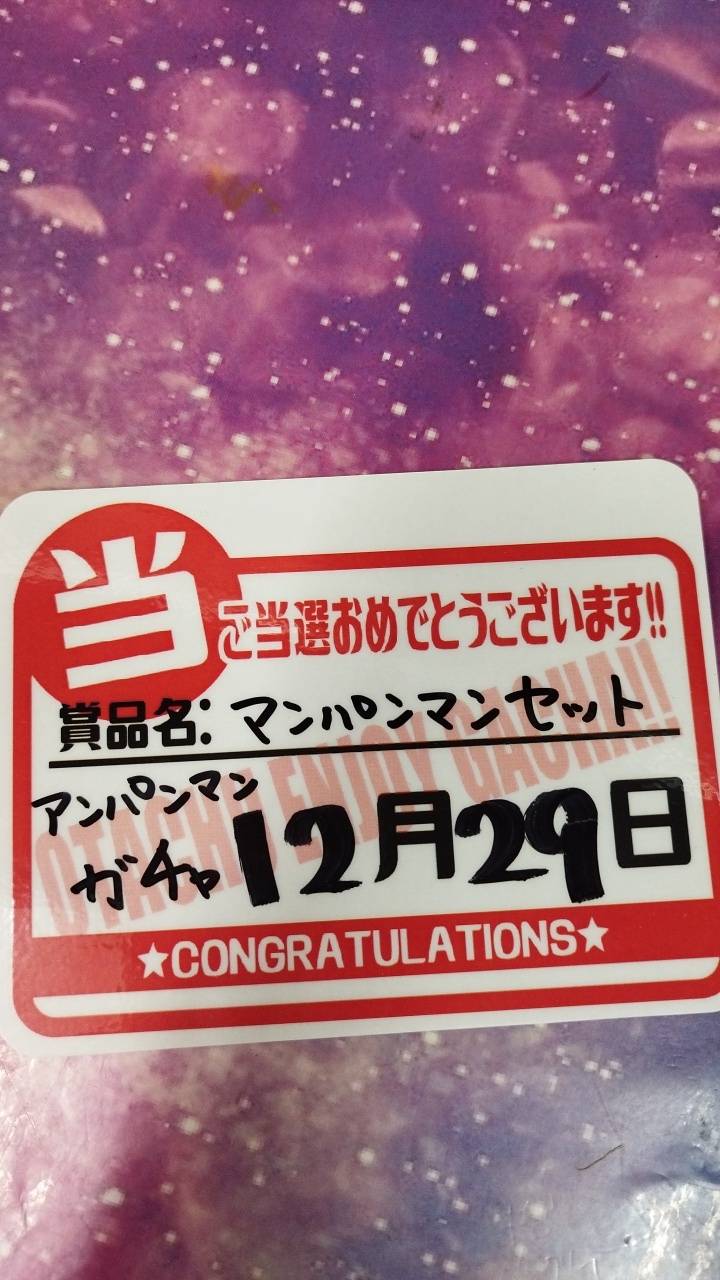 当
ご当選おめでとうございます!!
賞品名: マンパンマンセット
アンパンマン
ガチャ 12月29日
OTACHU ENJOY GACHA!!
★CONGRATULATIONS★